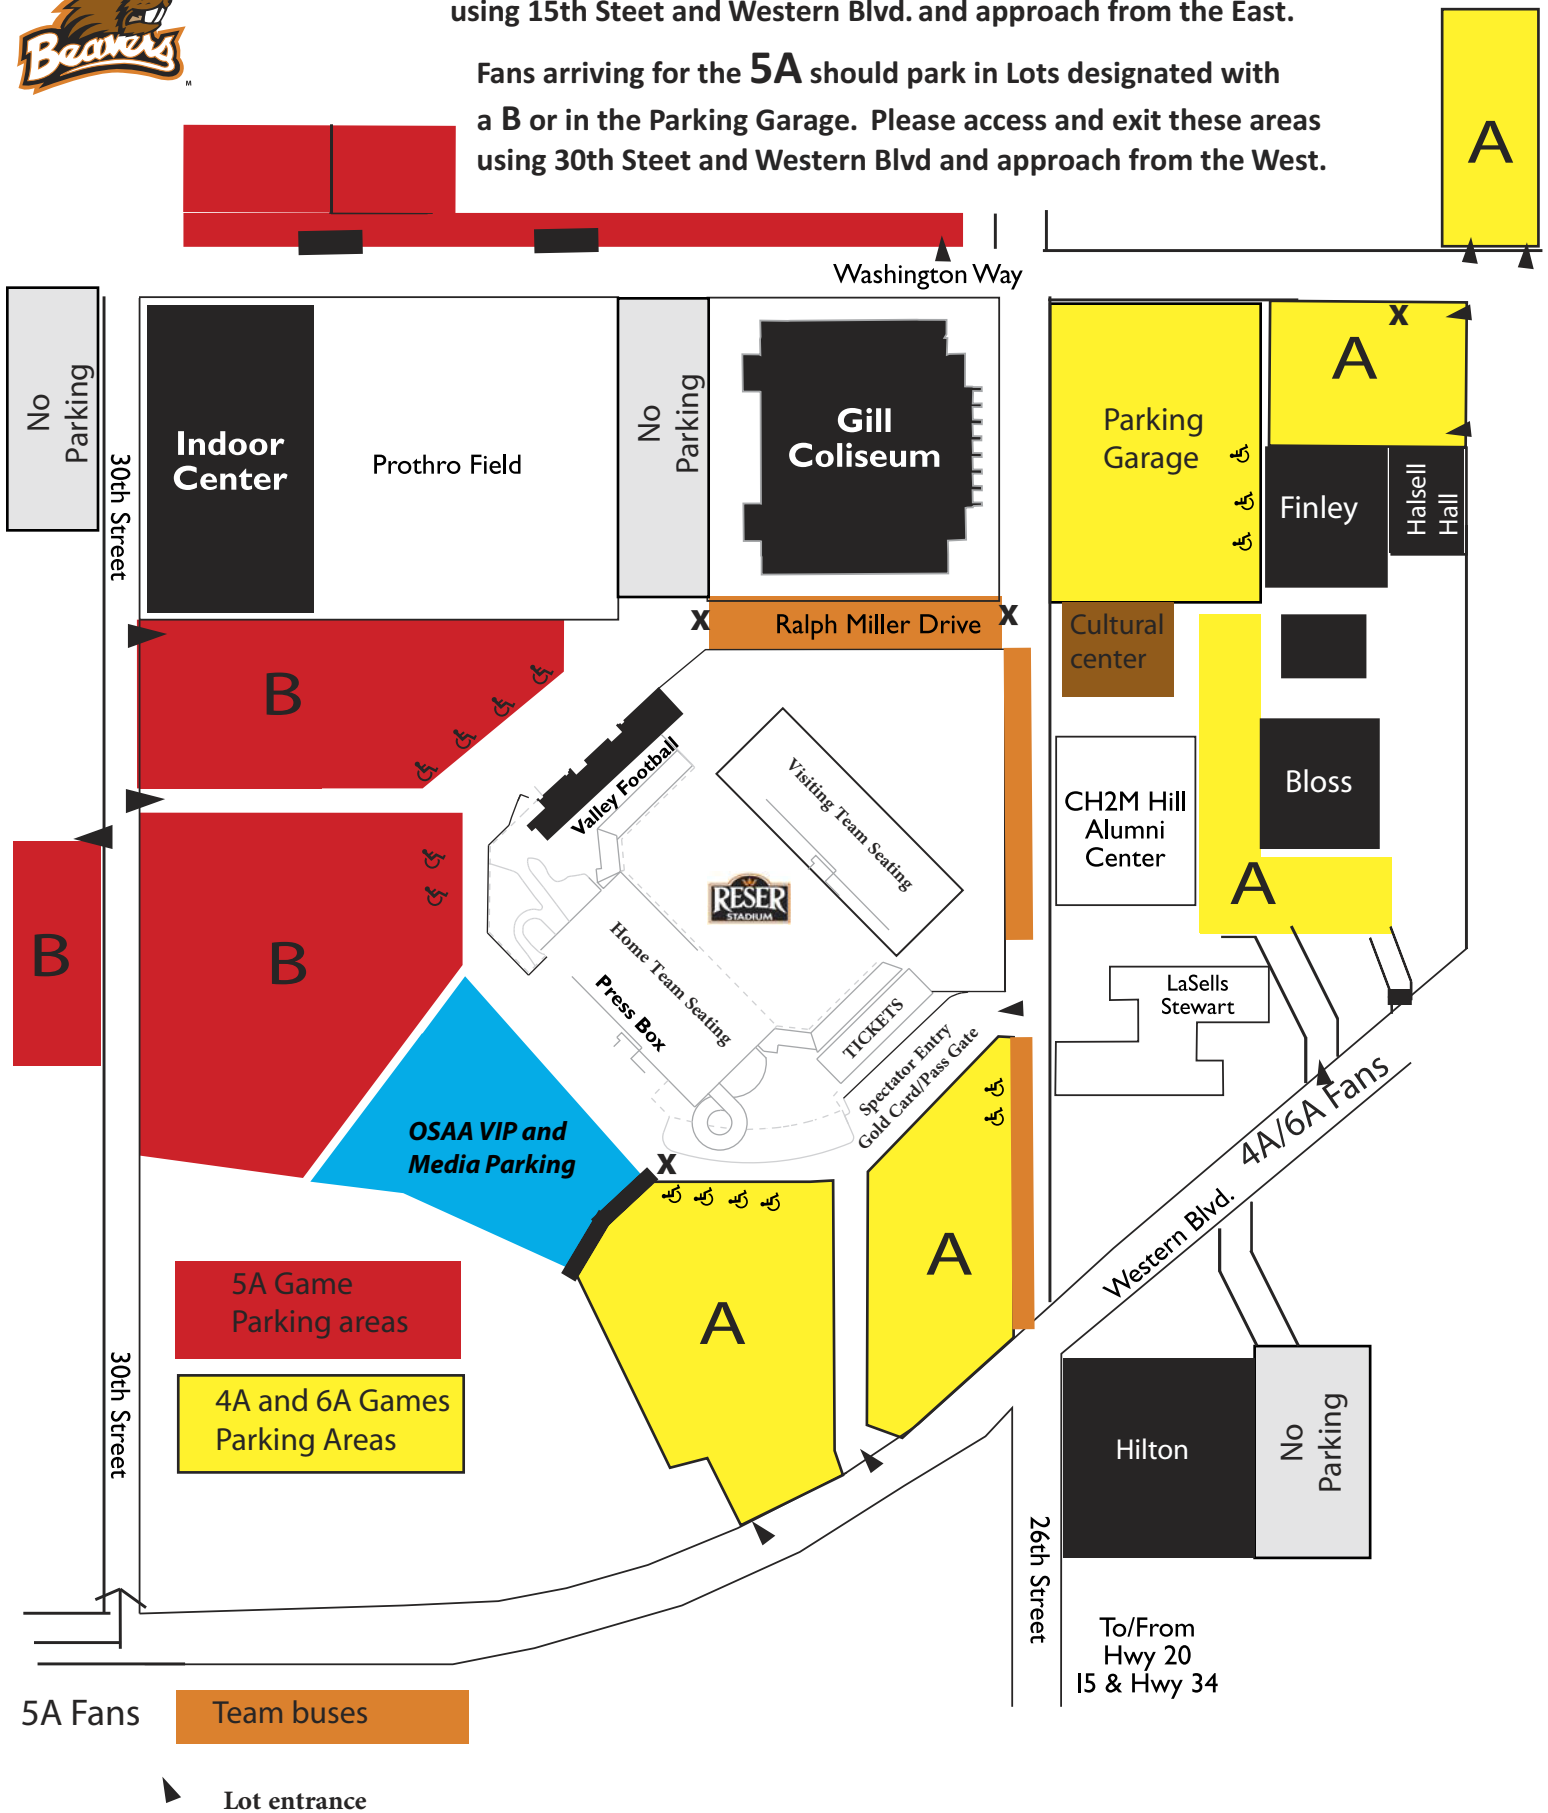 using 15th Steet and Western Blvd. and approach from the East.
Beavers
Fans arriving for the 5A should park in Lots designated with
a B or in the Parking Garage. Please access and exit these areas
using 30th Steet and Western Blvd and approach from the West.
A
Washington Way
No
Parking
30th Street
Indoor
Center
Prothro Field
No
Parking
Gill
Coliseum
Parking
Garage
X
A
Finley
Halsell
Hall
X
Ralph Miller Drive
X
Cultural
center
B
Valley Football
Visiting Team Seating
CH2M Hill
Alumni
Center
Bloss
A
RESER
STADIUM
B
B
Home Team Seating
Press Box
TICKETS
Spectator Entry
Gold Card/Pass Gate
LaSells
Stewart
OSAA VIP and
Media Parking
X
4A/6A Fans
Western Blvd.
A
A
5A Game
Parking areas
4A and 6A Games
Parking Areas
30th Street
Hilton
No
Parking
26th Street
To/From
Hwy 20
I5 & Hwy 34
5A Fans
Team buses
Lot entrance